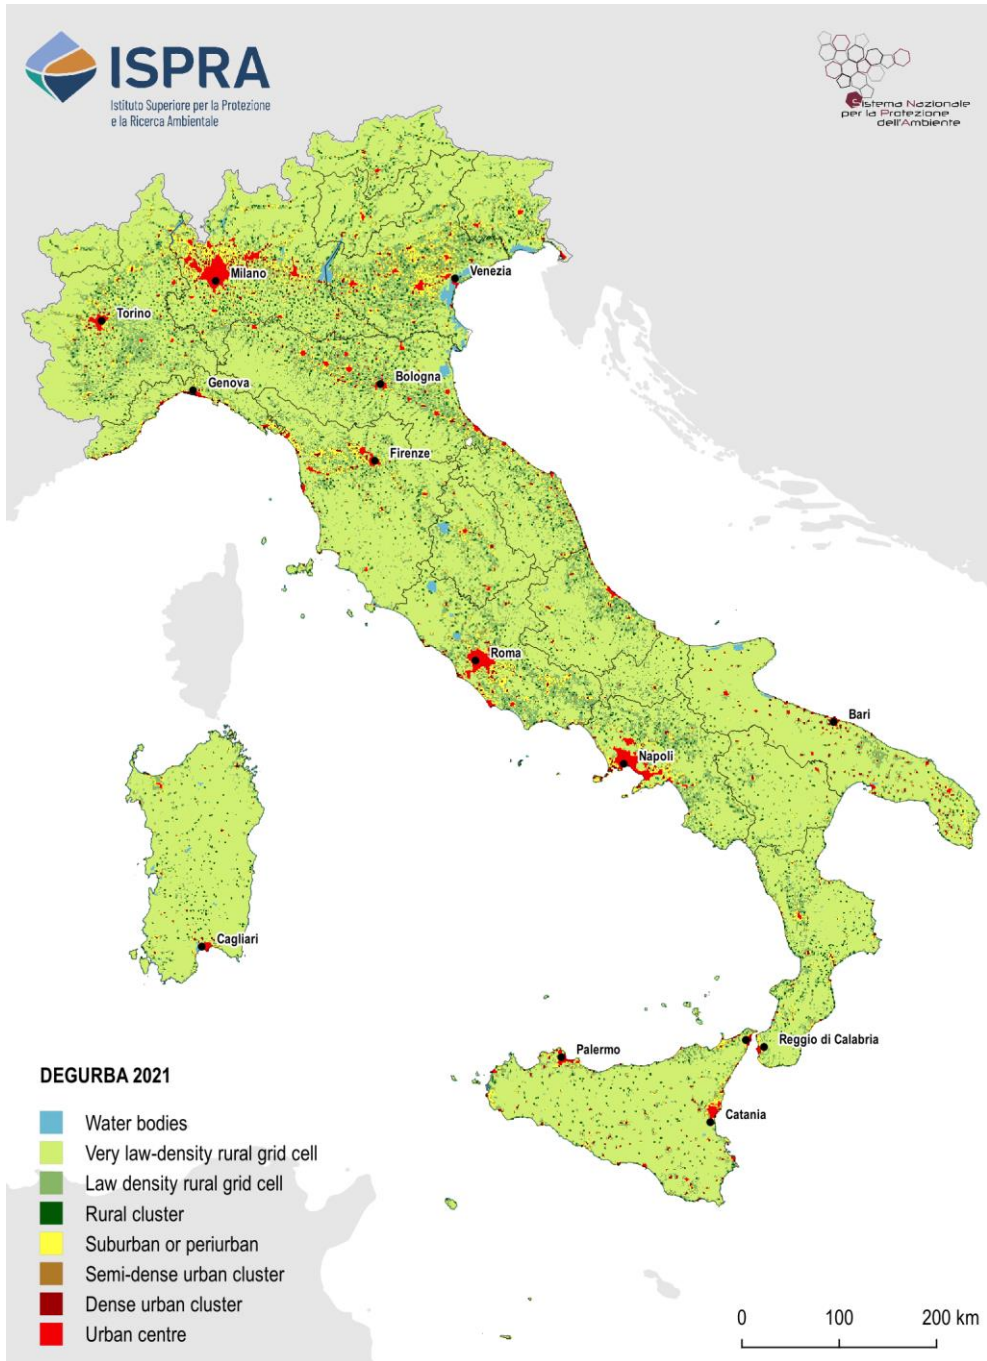 ISPRA
Istituto Superiore per la Protezione
e la Ricerca Ambientale
Sistema Nazionale
per la Protezione
dell'Ambiente
Milano
Venezia
Torino
Genova
Bologna
Firenze
Roma
Bari
Napoli
Cagliari
Palermo
Reggio di Calabria
Catania
DEGURBA 2021
Water bodies
Very law-density rural grid cell
Law density rural grid cell
Rural cluster
Suburban or periurban
Semi-dense urban cluster
Dense urban cluster
Urban centre
0 100 200 km